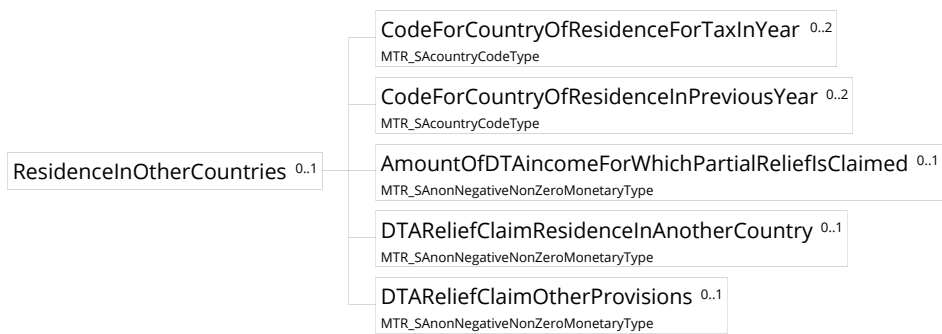 CodeForCountryOfResidenceForTaxInYear 0..2
MTR_SAcountryCodeType
CodeForCountryOfResidenceInPreviousYear 0..2
MTR_SAcountryCodeType
ResidenceInOtherCountries 0..1
AmountOfDTAincomeForWhichPartialReliefIsClaimed 0..1
MTR_SAnonNegativeNonZeroMonetaryType
DTAReliefClaimResidenceInAnotherCountry 0..1
MTR_SAnonNegativeNonZeroMonetaryType
DTAReliefClaimOtherProvisions 0..1
MTR_SAnonNegativeNonZeroMonetaryType